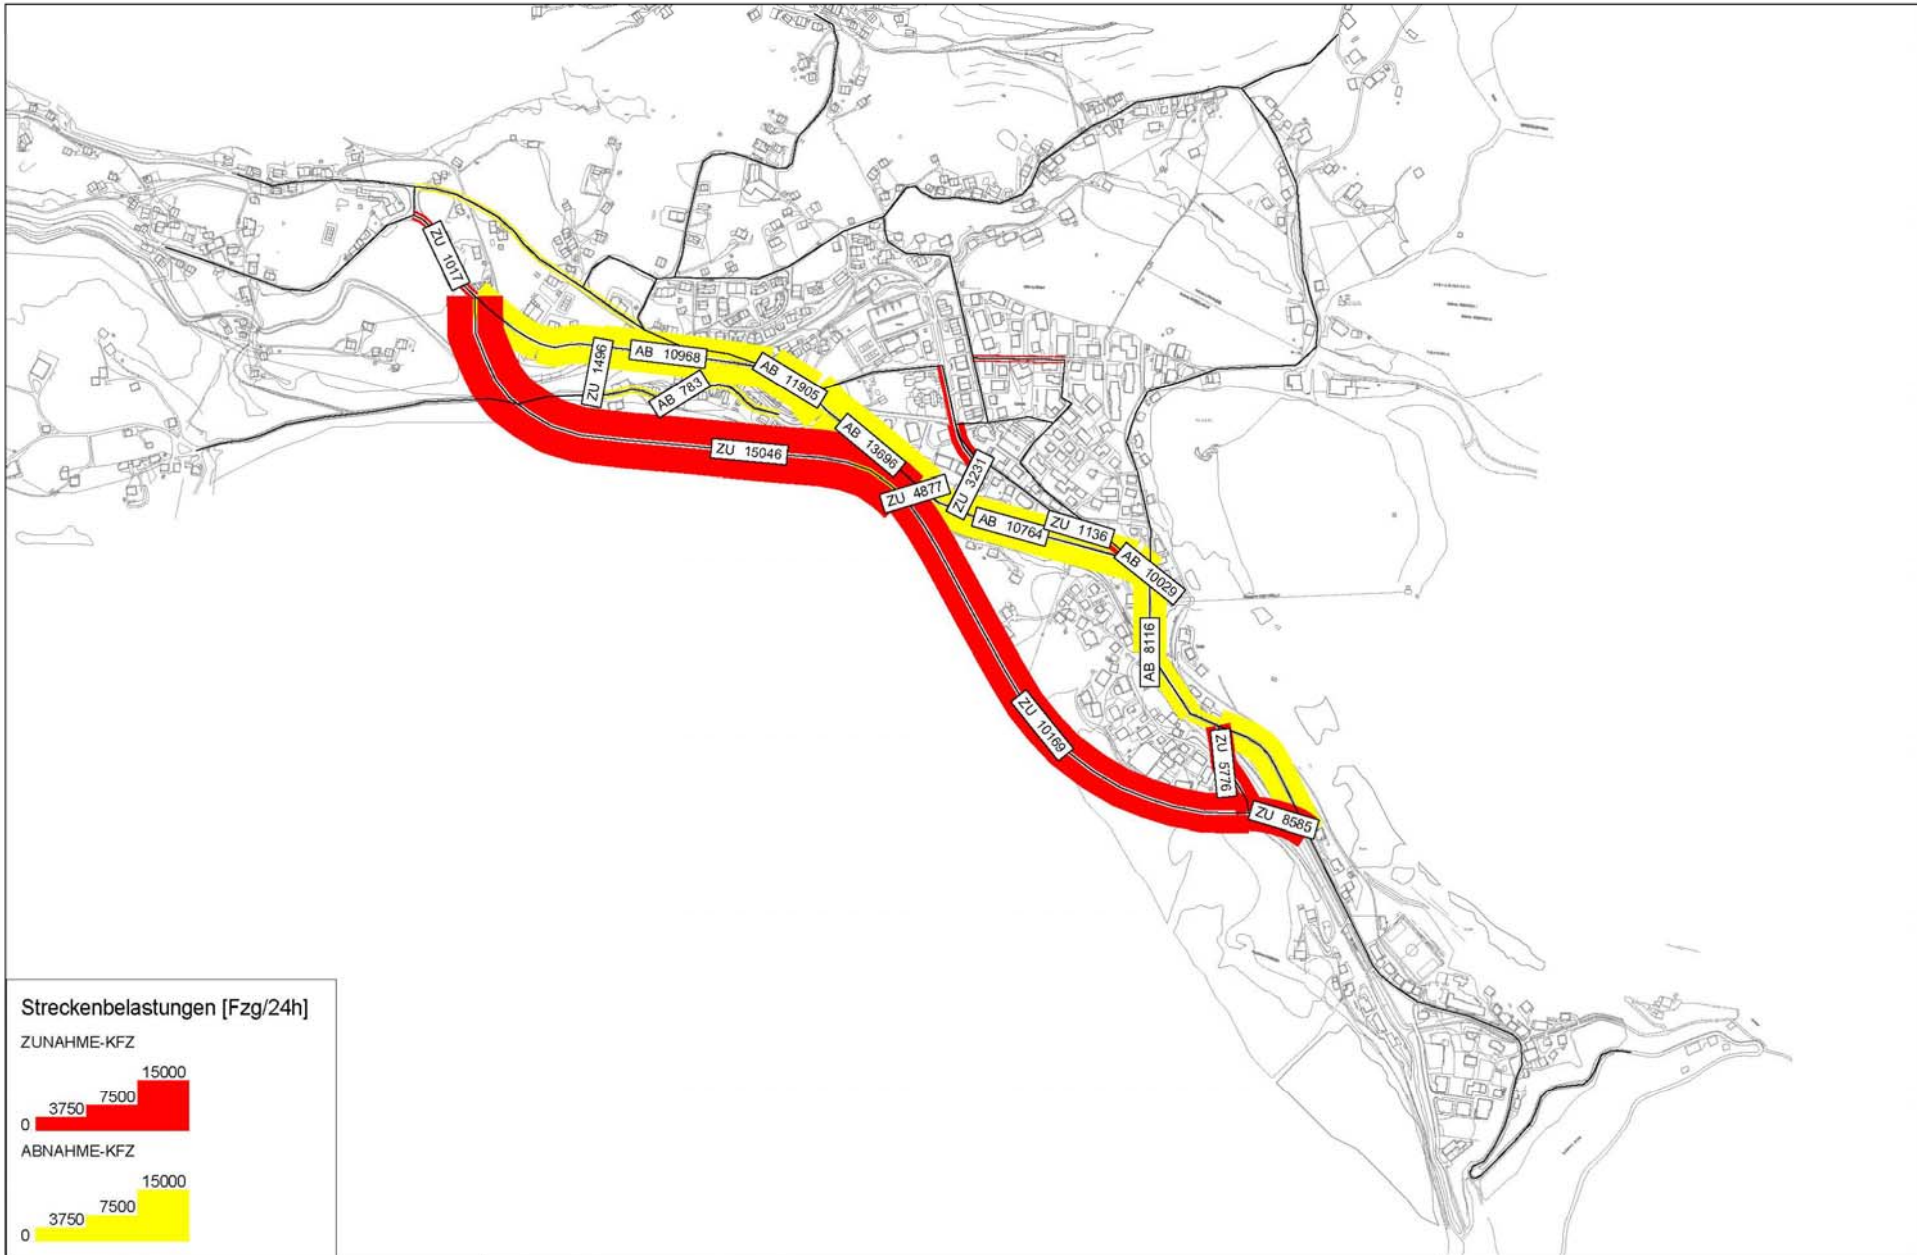 ZU 1017
ZU 1496
AB 10968
AB 783
AB 11905
ZU 15046
AB 13696
ZU 4877
ZU 3231
AB 10764
ZU 1136
AB 10029
AB 8116
ZU 10169
ZU 5776
ZU 8585
Streckenbelastungen [Fzg/24h]
ZUNAHME-KFZ
0 3750 7500 15000
ABNAHME-KFZ
0 3750 7500 15000